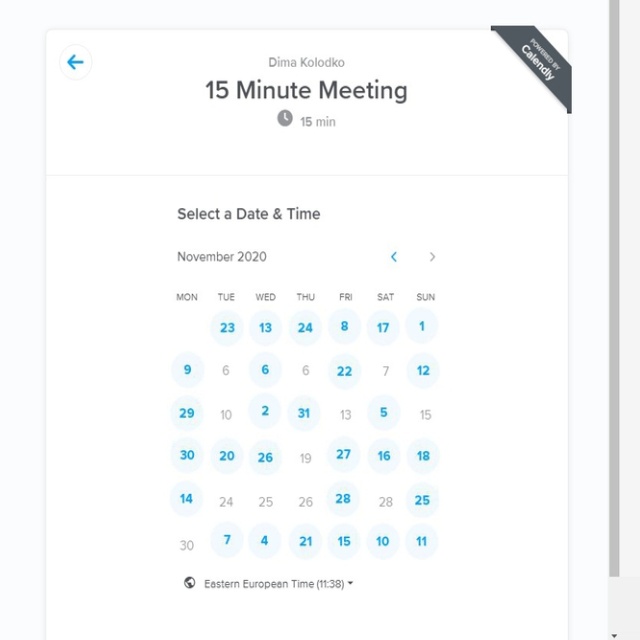 POWERED BY
Calendly
Dima Kolodko
15 Minute Meeting
15 min
Select a Date & Time
November 2020
MON TUE WED THU FRI SAT SUN
23 13 24 8 17 1
9 6 6 6 22 7 12
29 10 2 31 13 5 15
30 20 26 19 27 16 18
14 24 25 26 28 28 25
30 7 4 21 15 10 11
Eastern European Time (11:38)